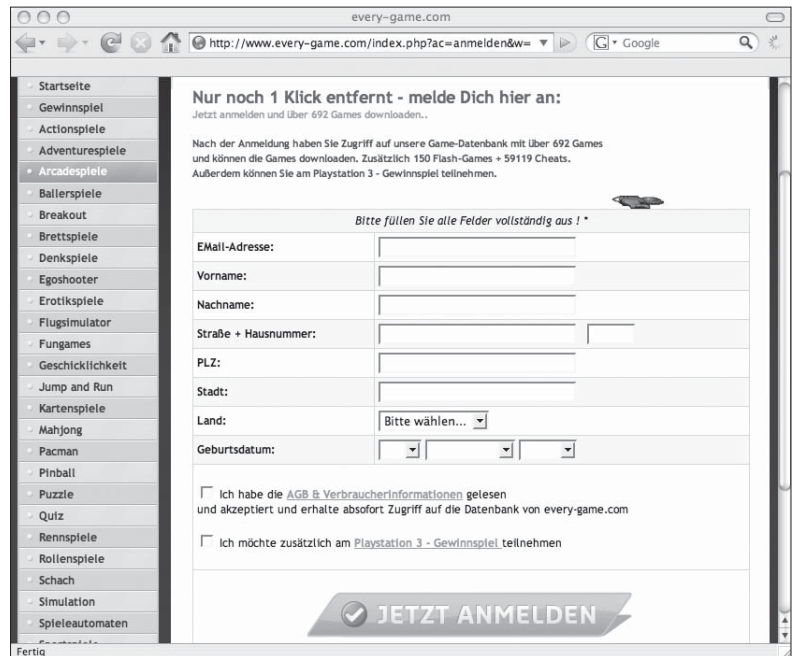 every-game.com
http://www.every-game.com/index.php?ac=anmelden&w=
G Google
Startseite
Gewinnspiel
Actionspiele
Adventurespiele
Arcadespiele
Ballerspiele
Breakout
Brettspiele
Denkspiele
Egoshooter
Erotikspiele
Flugsimulator
Fungames
Geschicklichkeit
Jump and Run
Kartenspiele
Mahjong
Pacman
Pinball
Puzzle
Quiz
Rennspiele
Rollenspiele
Schach
Simulation
Spieleautomaten
Nur noch 1 Klick entfernt - melde Dich hier an:
Jetzt anmelden und über 692 Games downloaden..
Nach der Anmeldung haben Sie Zugriff auf unsere Game-Datenbank mit über 692 Games
und können die Games downloaden. Zusätzlich 150 Flash-Games + 59119 Cheats.
Außerdem können Sie am Playstation 3 - Gewinnspiel teilnehmen.
Bitte füllen Sie alle Felder vollständig aus ! *
EMail-Adresse:
Vorname:
Nachname:
Straße + Hausnummer:
PLZ:
Stadt:
Land: Bitte wählen...
Geburtsdatum:
Ich habe die AGB & Verbraucherinformationen gelesen
und akzeptiert und erhalte absofort Zugriff auf die Datenbank von every-game.com
Ich möchte zusätzlich am Playstation 3 - Gewinnspiel teilnehmen
JETZT ANMELDEN
Fertig